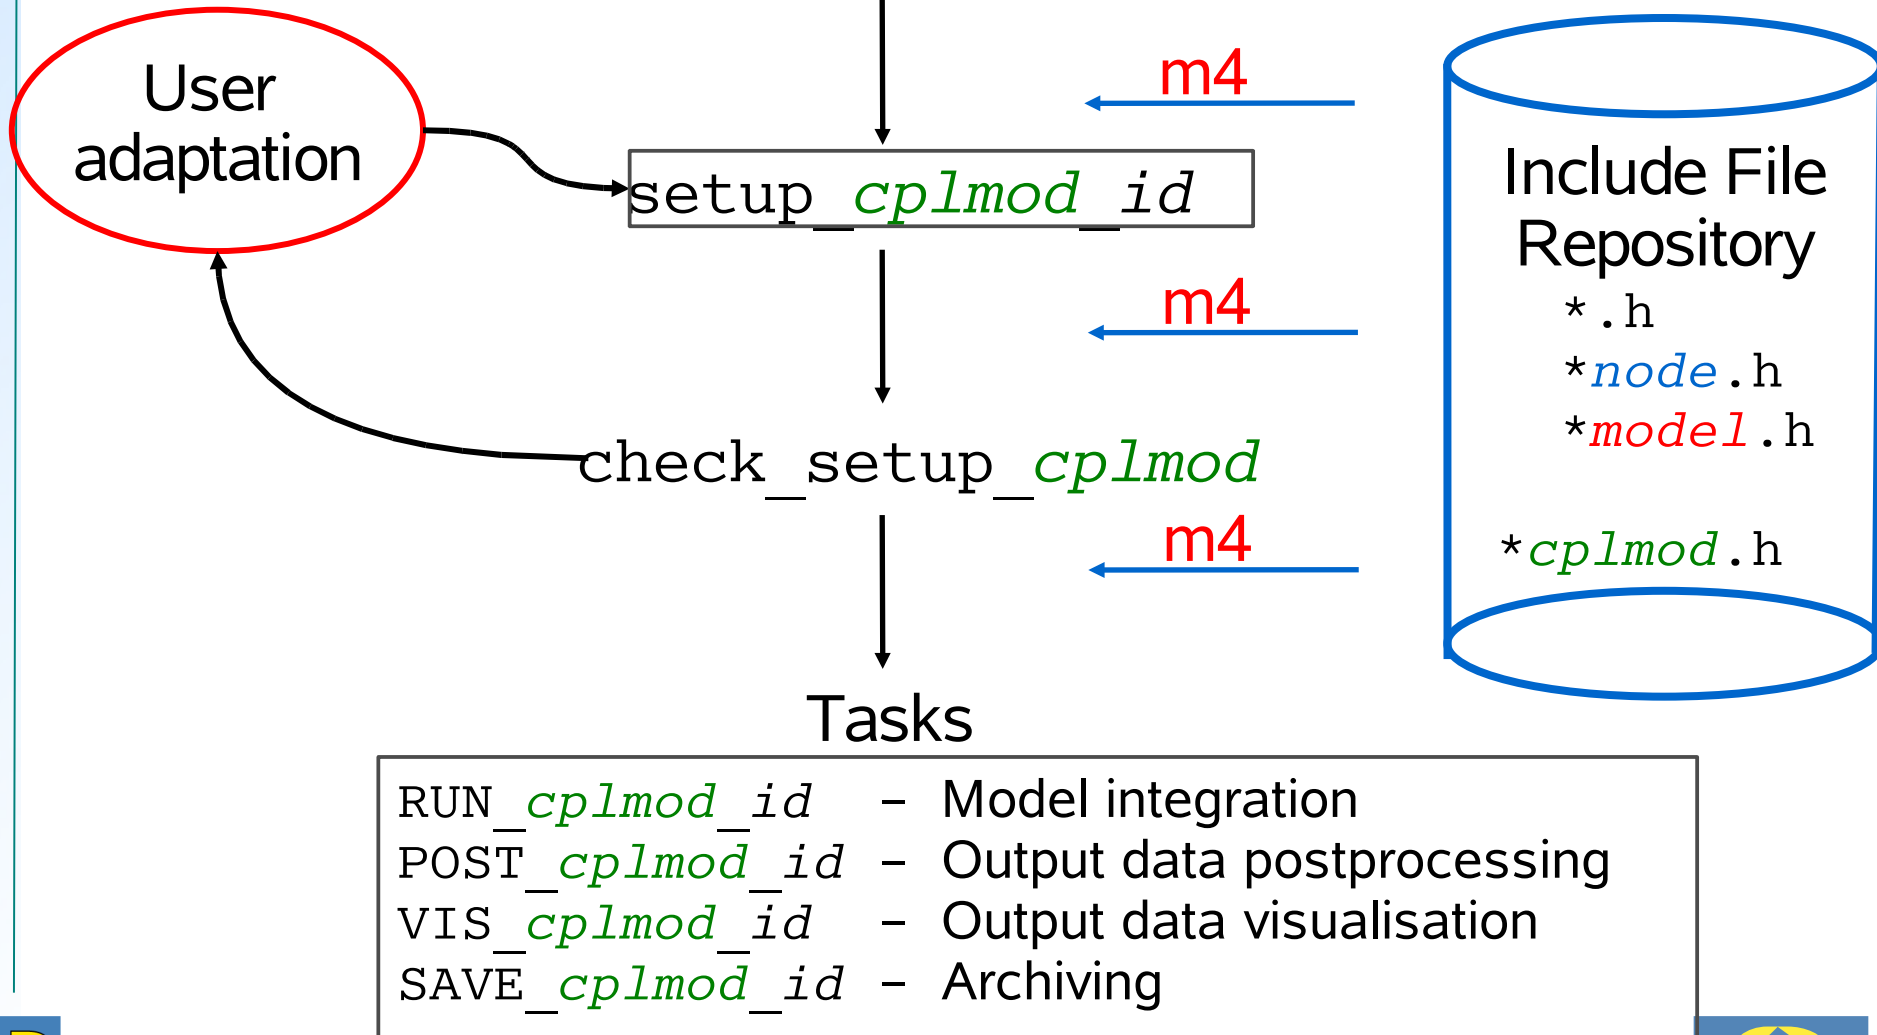 User
adaptation
m4
setup_cplmod_id
m4
check_setup_cplmod
m4
Include File
Repository
*.h
*node.h
*model.h
*cplmod.h
Tasks
RUN_cplmod_id – Model integration
POST_cplmod_id – Output data postprocessing
VIS_cplmod_id – Output data visualisation
SAVE_cplmod_id – Archiving